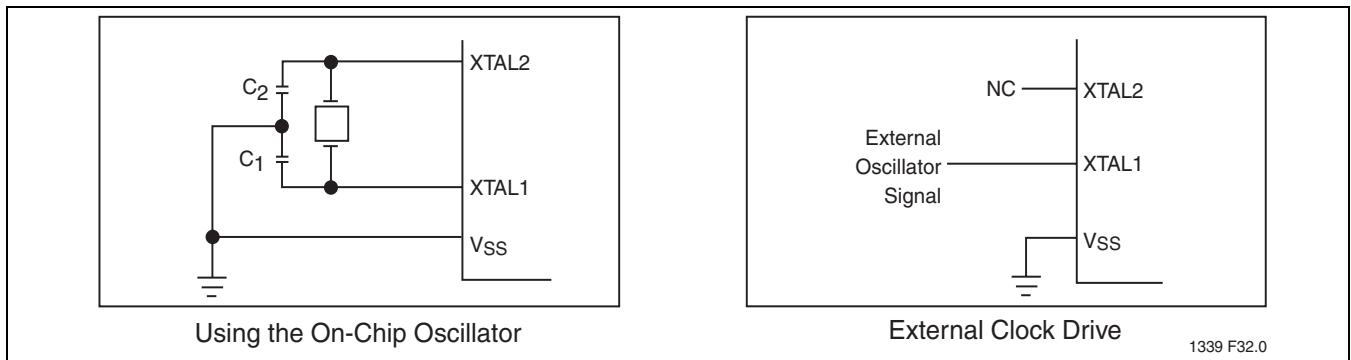 XTAL2
C2
C1
XTAL1
VSS
Using the On-Chip Oscillator
NC
XTAL2
External
Oscillator
Signal
XTAL1
VSS
External Clock Drive
1339 F32.0